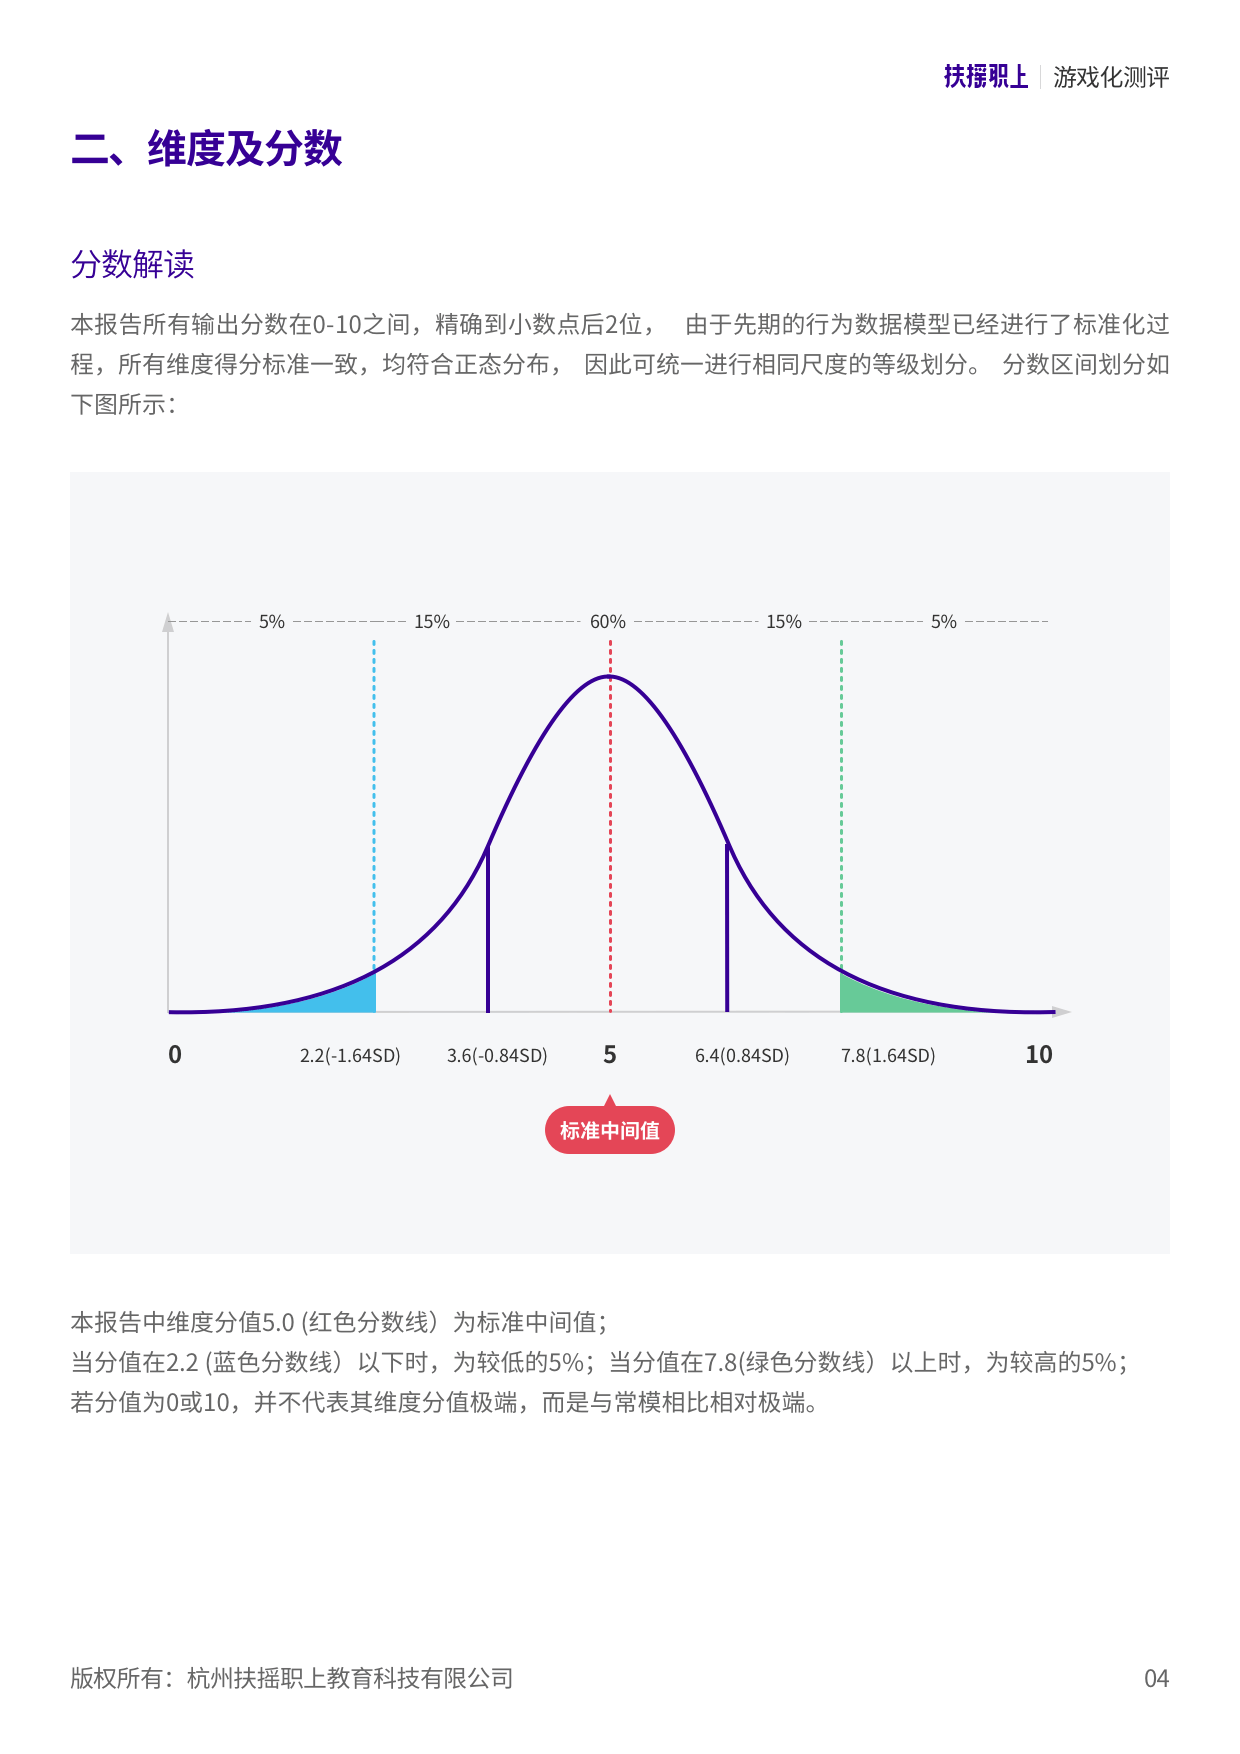 扶摇职上 游戏化测评
二、维度及分数
分数解读
本报告所有输出分数在0-10之间，精确到小数点后2位， 由于先期的行为数据模型已经进行了标准化过
程，所有维度得分标准一致，均符合正态分布， 因此可统一进行相同尺度的等级划分。 分数区间划分如
下图所示：
5% 15% 60% 15% 5%
0 2.2(-1.64SD) 3.6(-0.84SD) 5 6.4(0.84SD) 7.8(1.64SD) 10
标准中间值
本报告中维度分值5.0 (红色分数线）为标准中间值；
当分值在2.2 (蓝色分数线）以下时，为较低的5%；当分值在7.8(绿色分数线）以上时，为较高的5%；
若分值为0或10，并不代表其维度分值极端，而是与常模相比相对极端。
版权所有：杭州扶摇职上教育科技有限公司 04